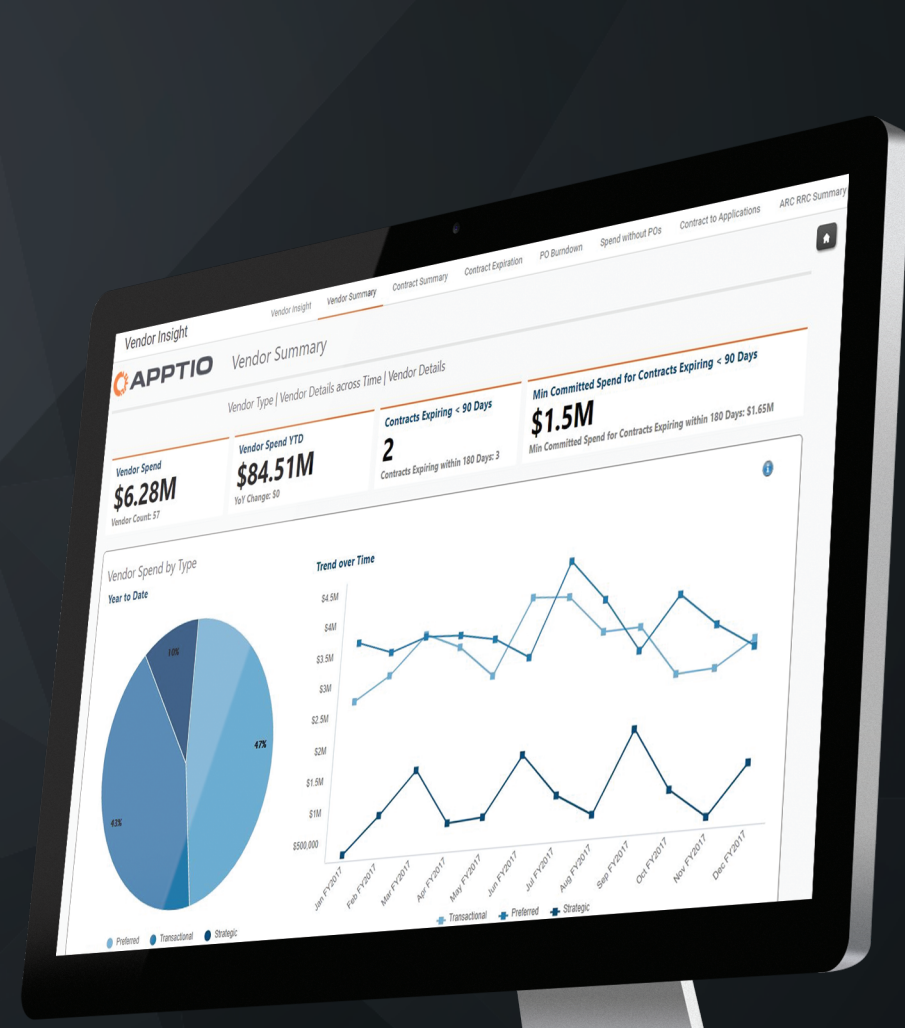 Vendor Insight
Vendor Insight
Vendor Summary
Contract Summary
Contract Expiration
PO Burndown
Spend without POs
Contract to Applications
ARC RRC Summary
APPTIO
Vendor Summary
Vendor Type | Vendor Details across Time | Vendor Details
Vendor Spend
$6.28M
Vendor Count: 57
Vendor Spend YTD
$84.51M
YoY Change: $0
Contracts Expiring < 90 Days
2
Contracts Expiring within 180 Days: 3
Min Committed Spend for Contracts Expiring < 90 Days
$1.5M
Min Committed Spend for Contracts Expiring within 180 Days: $1.65M
Vendor Spend by Type
Year to Date
10%
47%
43%
Preferred
Transactional
Strategic
Trend over Time
$4.5M
$4M
$3.5M
$3M
$2.5M
$2M
$1.5M
$1M
$500,000
Jan FY2017
Feb FY2017
Mar FY2017
Apr FY2017
May FY2017
Jun FY2017
Jul FY2017
Aug FY2017
Sep FY2017
Oct FY2017
Nov FY2017
Dec FY2017
Transactional
Preferred
Strategic